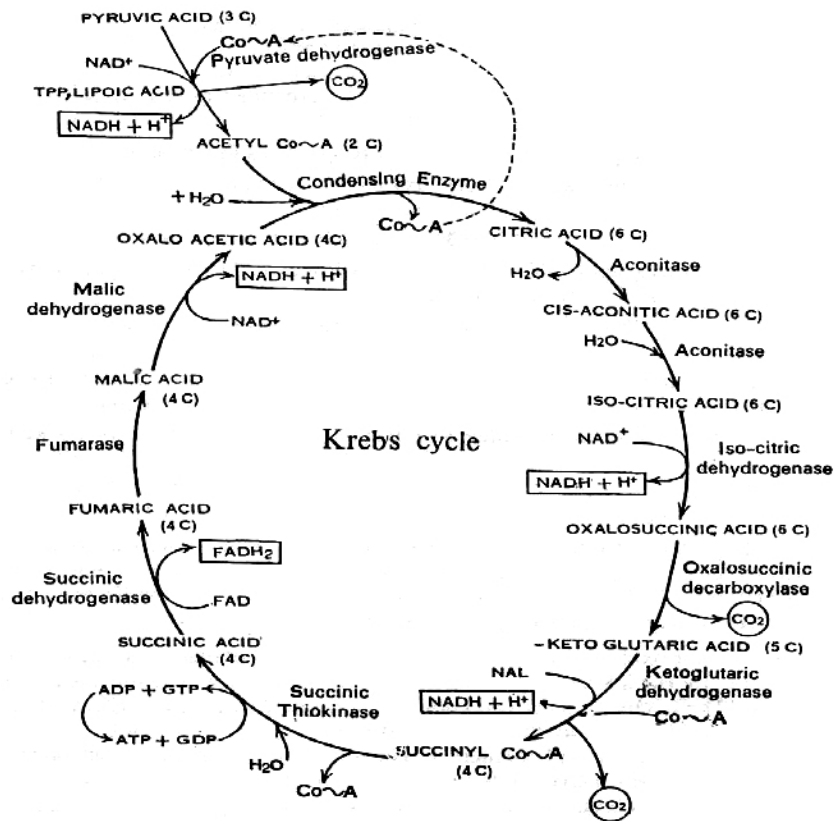 PYRUVIC ACID (3 C)
Co~A
Pyruvate dehydrogenase
NAD+
CO2
TPP,LIPOIC ACID
NADH + H+
ACETYL Co~A (2 C)
Condensing Enzyme
+ H2O
Co~A
CITRIC ACID (6 C)
OXALO ACETIC ACID (4C)
H2O
Aconitase
NADH + H+
Malic
dehydrogenase
NAD+
CIS-ACONITIC ACID (6 C)
H2O
Aconitase
MALIC ACID
(4 C)
ISO-CITRIC ACID (6 C)
Krebs cycle
NAD+
Iso-citric
dehydrogenase
Fumarase
NADH + H+
FUMARIC ACID
(4 C)
OXALOSUCCINIC ACID (6 C)
FADH2
Oxalosuccinic
decarboxylase
Succinic
dehydrogenase
FAD
CO2
SUCCINIC ACID
(4 C)
-KETO GLUTARIC ACID (5 C)
NAL
Ketoglutaric
dehydrogenase
ADP + GTP
Succinic
Thiokinase
NADH + H+
Co~A
ATP + GDP
H2O
SUCCINYL Co~A
(4 C)
Co~A
CO2